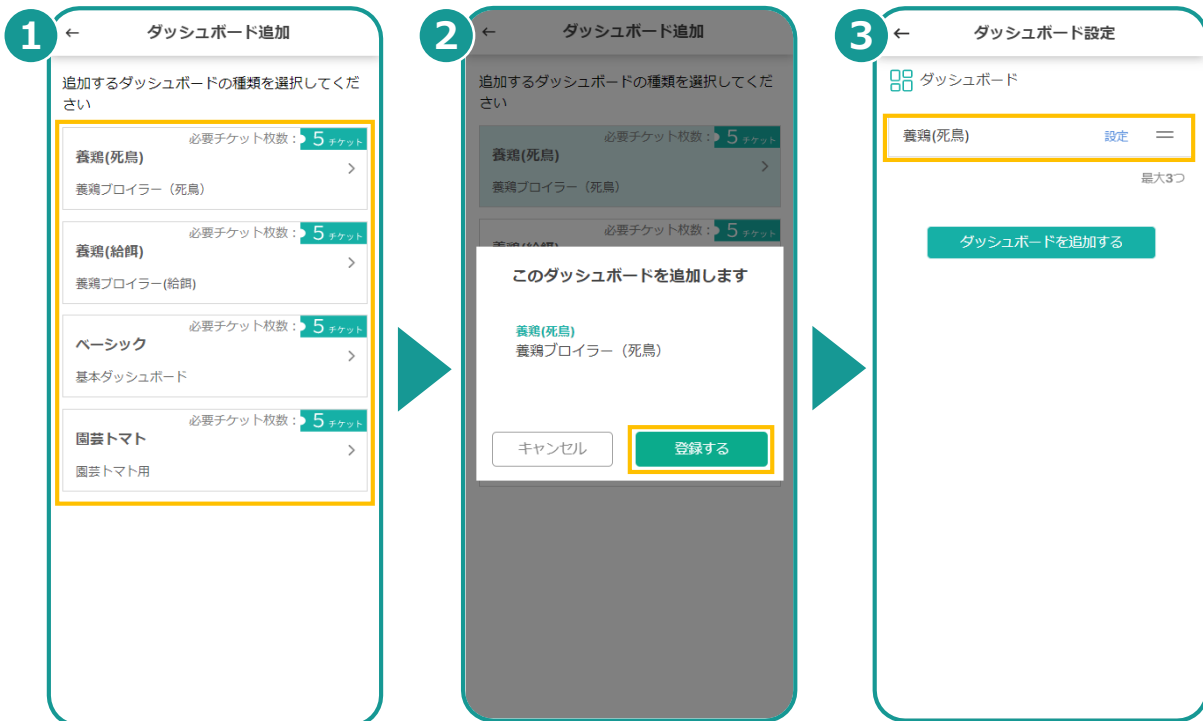 1
← ダッシュボード追加
追加するダッシュボードの種類を選択してくだ
さい
必要チケット枚数： 5 チケット
養鶏(死鳥)
養鶏ブロイラー（死鳥）
必要チケット枚数： 5 チケット
養鶏(給餌)
養鶏ブロイラー(給餌)
必要チケット枚数： 5 チケット
ベーシック
基本ダッシュボード
必要チケット枚数： 5 チケット
園芸トマト
園芸トマト用
2
← ダッシュボード追加
追加するダッシュボードの種類を選択してくだ
さい
必要チケット枚数： 5 チケット
養鶏(死鳥)
養鶏ブロイラー（死鳥）
必要チケット枚数： 5 チケット
養鶏(給餌)
このダッシュボードを追加します
養鶏(死鳥)
養鶏ブロイラー（死鳥）
キャンセル 登録する
3
← ダッシュボード設定
ダッシュボード
養鶏(死鳥) 設定
最大3つ
ダッシュボードを追加する